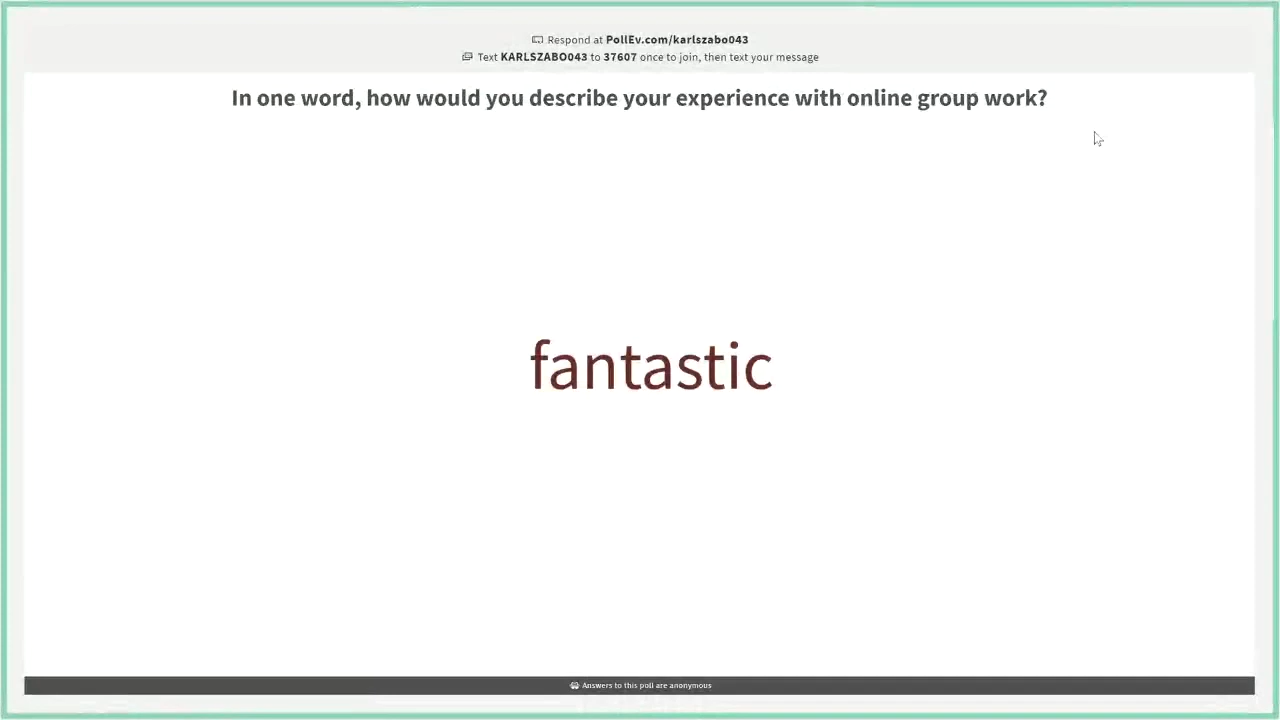 Respond at PollEv.com/karlszabo043
Text KARLSZABO043 to 37607 once to join, then text your message
In one word, how would you describe your experience with online group work?
fantastic
Answers to this poll are anonymous